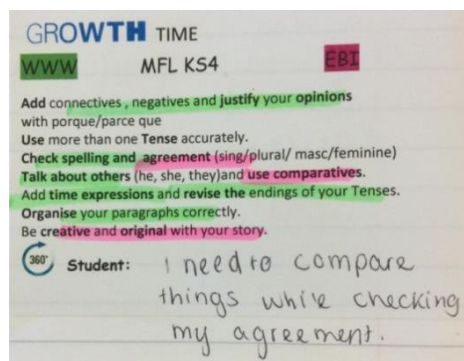 GROWTH TIME
WWW MFL KS4 EBI
Add connectives , negatives and justify your opinions
with porque/parce que
Use more than one Tense accurately.
Check spelling and agreement (sing/plural/ masc/feminine)
Talk about others (he, she, they)and use comparatives.
Add time expressions and revise the endings of your Tenses.
Organise your paragraphs correctly.
Be creative and original with your story.
360° Student: I need to compare
things while checking
my agreement.